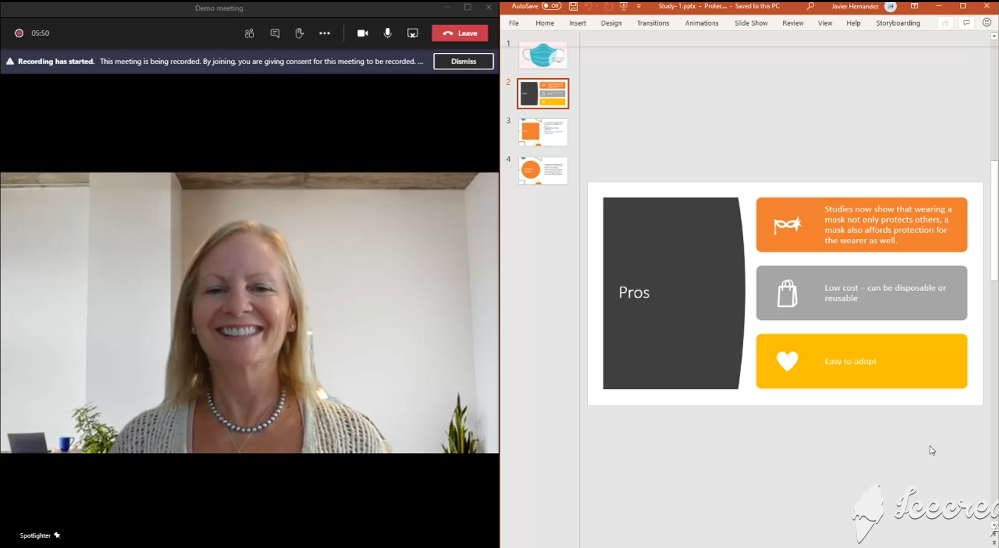 Demo meeting
05:50
Leave
Recording has started. This meeting is being recorded. By joining, you are giving consent for this meeting to be recorded. ...
Dismiss
Spotlighter
AutoSave Off
Study- 1.pptx - Protec... - Saved to this PC
Javier Hernandez JH
File Home Insert Design Transitions Animations Slide Show Review View Help Storyboarding
1
2
3
4
Pros
Studies now show that wearing a
mask not only protects others, a
mask also affords protection for
the wearer as well.
Low cost – can be disposable or
reusable
Easy to adopt
Icecrea